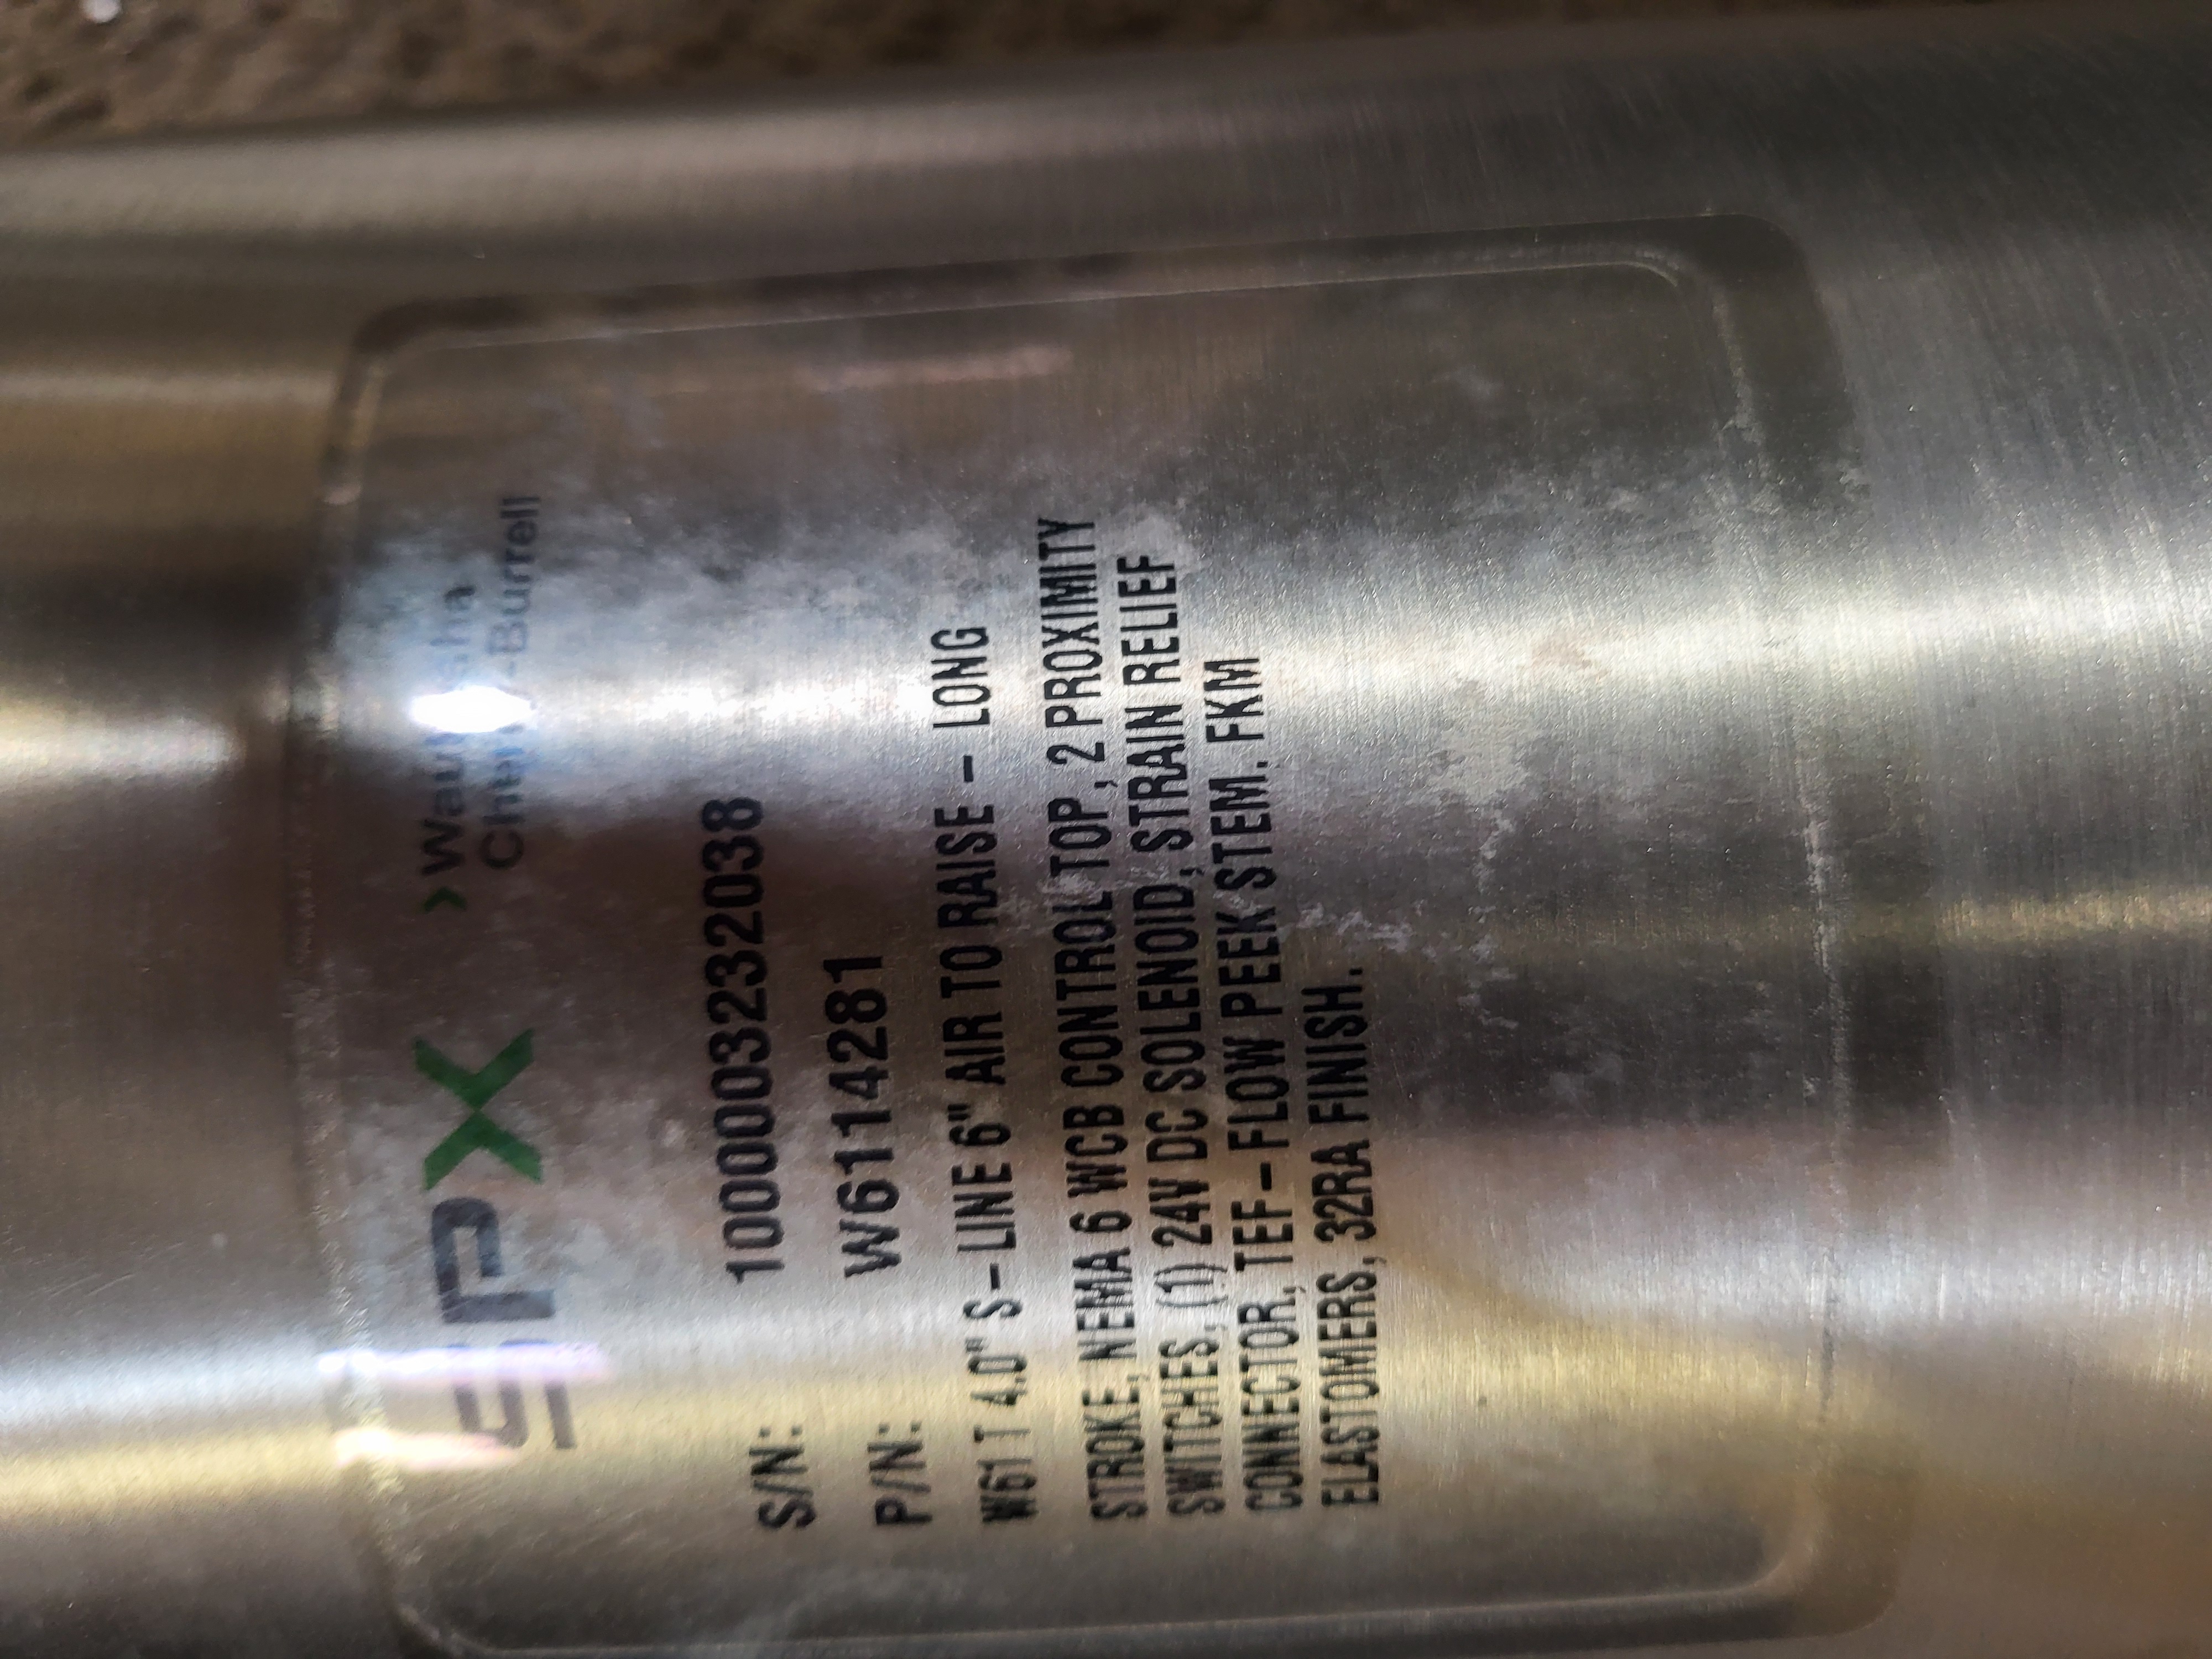 SPX > Waukesha
Cherry-Burrell
S/N: 1000003232038
P/N: W6114281
W61 T 4.0" S-LINE 6" AIR TO RAISE - LONG
STROKE, NEMA 6 WCB CONTROL TOP, 2 PROXIMITY
SWITCHES, (1) 24V DC SOLENOID, STRAIN RELIEF
CONNECTOR, TEF-FLOW PEEK STEM. FKM
ELASTOMERS, 32RA FINISH.